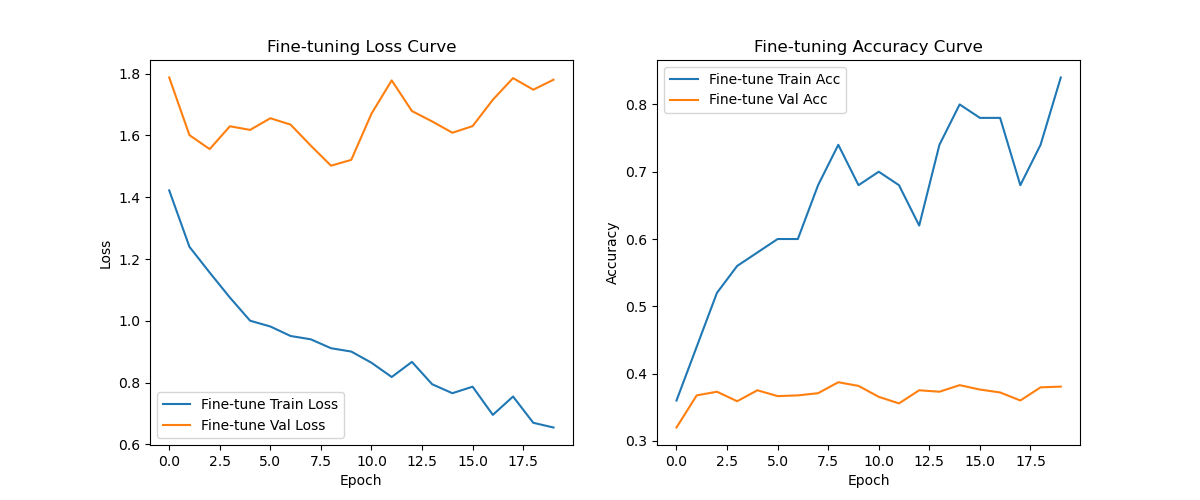 Fine-tuning Loss Curve
1.8
1.6
1.4
1.2
1.0
0.8
0.6
Loss
Fine-tune Train Loss
Fine-tune Val Loss
0.0 2.5 5.0 7.5 10.0 12.5 15.0 17.5
Epoch
Fine-tuning Accuracy Curve
Fine-tune Train Acc
Fine-tune Val Acc
0.8
0.7
0.6
0.5
0.4
0.3
Accuracy
0.0 2.5 5.0 7.5 10.0 12.5 15.0 17.5
Epoch